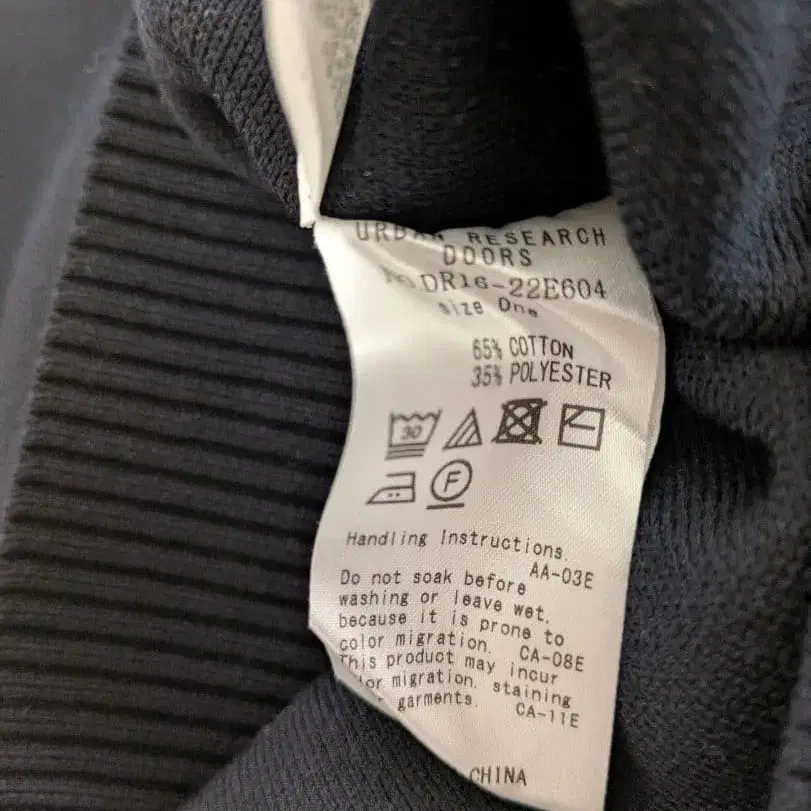 URBAN RESEARCH
DOORS
No.DR16-22E604
size One
65% COTTON
35% POLYESTER
30
F
Handling Instructions.
AA-03E
Do not soak before
washing or leave wet,
because it is prone to
color migration. CA-08E
This product may incur
migration, staining
garments. CA-11E
CHINA